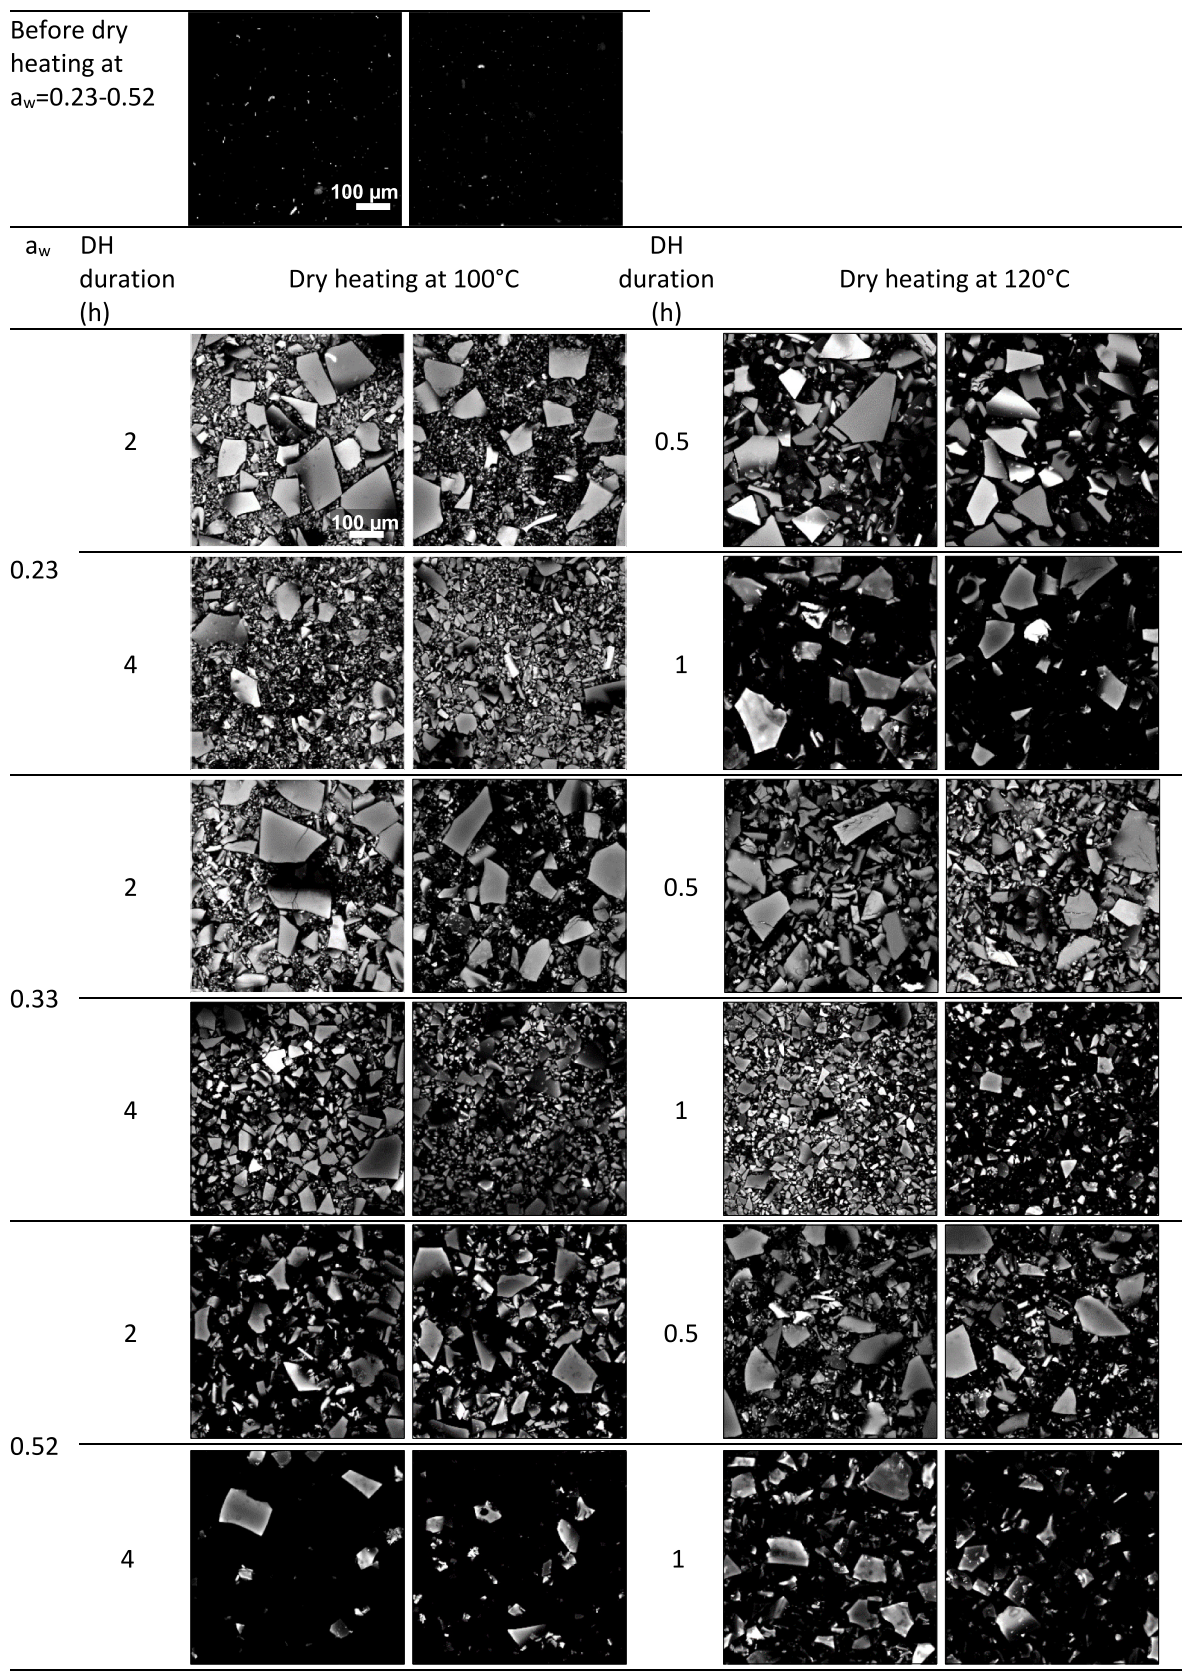 Before dry
heating at
aw=0.23-0.52
100 µm
aw DH duration (h) Dry heating at 100°C DH duration (h) Dry heating at 120°C
100 µm
2 0.5
0.23
4 1
2 0.5
0.33
4 1
2 0.5
0.52
4 1